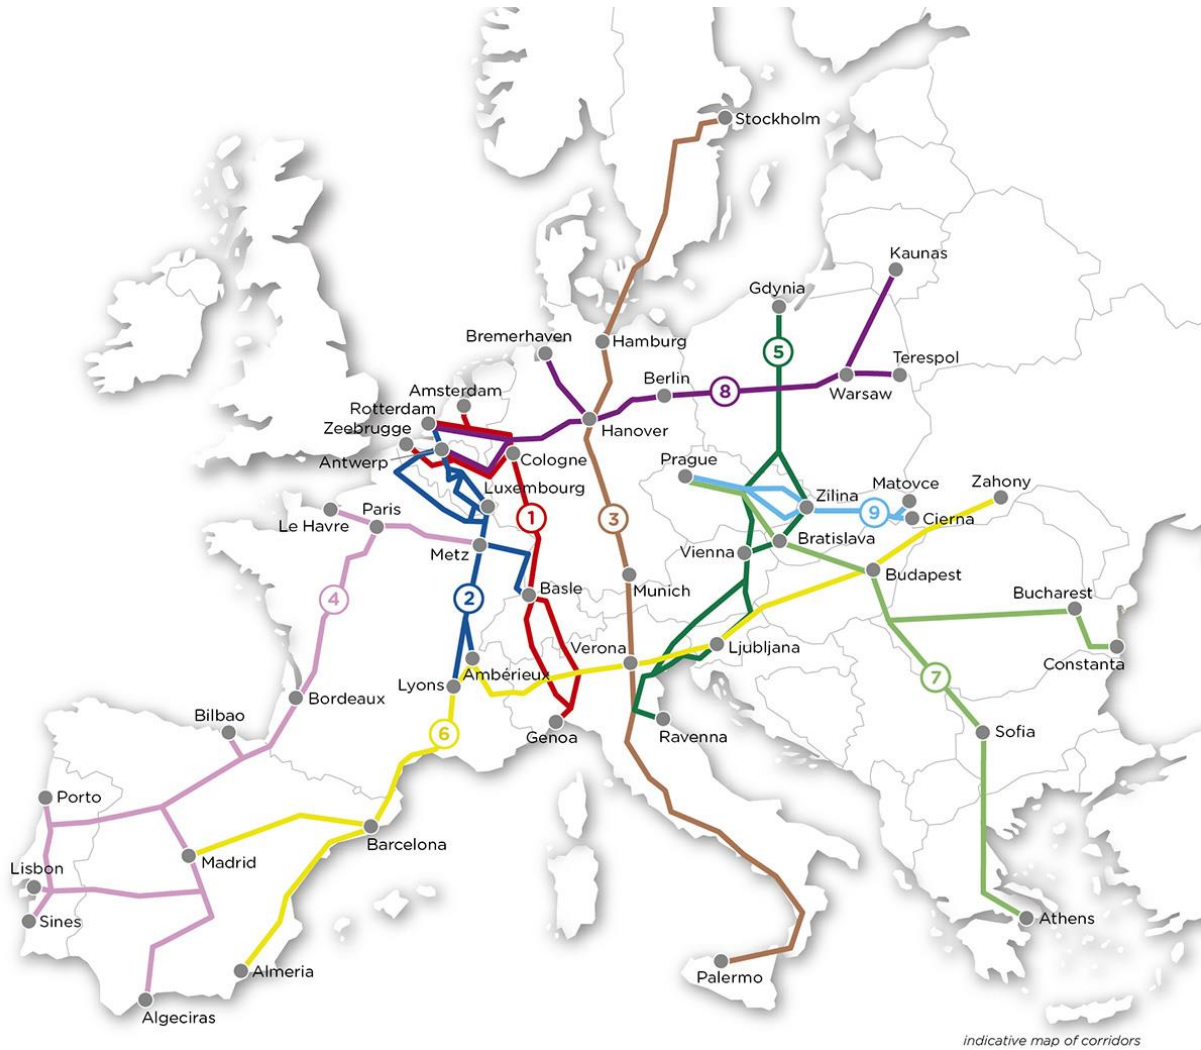 Stockholm
Kaunas
Gdynia
Bremerhaven
Hamburg
5
Terespol
Berlin
8
Warsaw
Amsterdam
Rotterdam
Zeebrugge
Hanover
Antwerp
Cologne
Prague
Luxembourg
Zilina
Matovce
Zahony
Le Havre
Paris
1
3
9
Cierna
Metz
Vienna
Bratislava
Budapest
4
2
Basle
Munich
Bucharest
Verona
Ljubljana
Constanta
Ambérieux
Lyons
7
Bordeaux
Bilbao
6
Genoa
Ravenna
Sofia
Porto
Barcelona
Madrid
Lisbon
Sines
Athens
Almeria
Palermo
Algeciras
indicative map of corridors